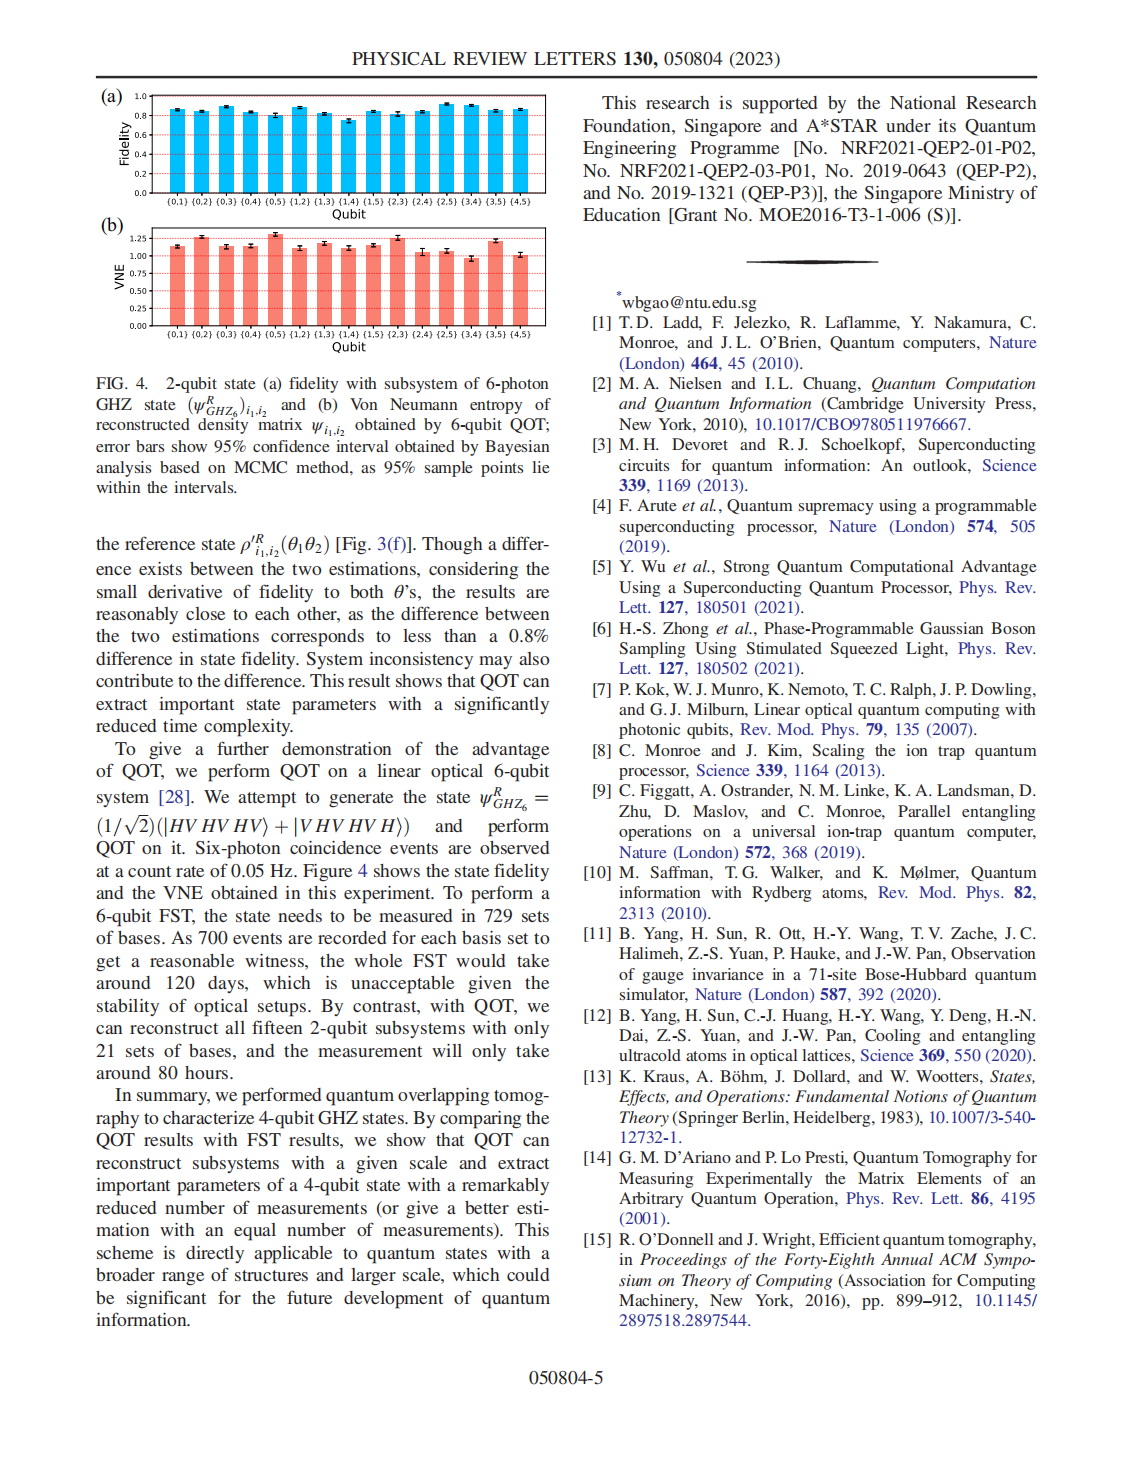 PHYSICAL REVIEW LETTERS 130, 050804 (2023)
(a)
1.0
0.8
0.6
0.4
0.2
0.0
Fidelity
{0,1} {0,2} {0,3} {0,4} {0,5} {1,2} {1,3} {1,4} {1,5} {2,3} {2,4} {2,5} {3,4} {3,5} {4,5}
Qubit
(b)
1.25
1.00
0.75
0.50
0.25
0.00
VNE
{0,1} {0,2} {0,3} {0,4} {0,5} {1,2} {1,3} {1,4} {1,5} {2,3} {2,4} {2,5} {3,4} {3,5} {4,5}
Qubit
FIG. 4. 2-qubit state (a) fidelity with subsystem of 6-photon
GHZ state (ψ^R_{GHZ_6})_{i_1,i_2} and (b) Von Neumann entropy of
reconstructed density matrix ψ_{i_1,i_2} obtained by 6-qubit QOT;
error bars show 95% confidence interval obtained by Bayesian
analysis based on MCMC method, as 95% sample points lie
within the intervals.
the reference state ρ'^R_{i_1,i_2}(θ_1θ_2) [Fig. 3(f)]. Though a differ-
ence exists between the two estimations, considering the
small derivative of fidelity to both θ's, the results are
reasonably close to each other, as the difference between
the two estimations corresponds to less than a 0.8%
difference in state fidelity. System inconsistency may also
contribute to the difference. This result shows that QOT can
extract important state parameters with a significantly
reduced time complexity.
To give a further demonstration of the advantage
of QOT, we perform QOT on a linear optical 6-qubit
system [28]. We attempt to generate the state ψ^R_{GHZ_6} =
(1/√2)(|HVHVHV⟩ + |VHVHVH⟩) and perform
QOT on it. Six-photon coincidence events are observed
at a count rate of 0.05 Hz. Figure 4 shows the state fidelity
and the VNE obtained in this experiment. To perform a
6-qubit FST, the state needs to be measured in 729 sets
of bases. As 700 events are recorded for each basis set to
get a reasonable witness, the whole FST would take
around 120 days, which is unacceptable given the
stability of optical setups. By contrast, with QOT, we
can reconstruct all fifteen 2-qubit subsystems with only
21 sets of bases, and the measurement will only take
around 80 hours.
In summary, we performed quantum overlapping tomog-
raphy to characterize 4-qubit GHZ states. By comparing the
QOT results with FST results, we show that QOT can
reconstruct subsystems with a given scale and extract
important parameters of a 4-qubit state with a remarkably
reduced number of measurements (or give a better esti-
mation with an equal number of measurements). This
scheme is directly applicable to quantum states with a
broader range of structures and larger scale, which could
be significant for the future development of quantum
information.
This research is supported by the National Research
Foundation, Singapore and A*STAR under its Quantum
Engineering Programme [No. NRF2021-QEP2-01-P02,
No. NRF2021-QEP2-03-P01, No. 2019-0643 (QEP-P2),
and No. 2019-1321 (QEP-P3)], the Singapore Ministry of
Education [Grant No. MOE2016-T3-1-006 (S)].
*wbgao@ntu.edu.sg
[1] T. D. Ladd, F. Jelezko, R. Laflamme, Y. Nakamura, C.
Monroe, and J. L. O'Brien, Quantum computers, Nature
(London) 464, 45 (2010).
[2] M. A. Nielsen and I. L. Chuang, Quantum Computation
and Quantum Information (Cambridge University Press,
New York, 2010), 10.1017/CBO9780511976667.
[3] M. H. Devoret and R. J. Schoelkopf, Superconducting
circuits for quantum information: An outlook, Science
339, 1169 (2013).
[4] F. Arute et al., Quantum supremacy using a programmable
superconducting processor, Nature (London) 574, 505
(2019).
[5] Y. Wu et al., Strong Quantum Computational Advantage
Using a Superconducting Quantum Processor, Phys. Rev.
Lett. 127, 180501 (2021).
[6] H.-S. Zhong et al., Phase-Programmable Gaussian Boson
Sampling Using Stimulated Squeezed Light, Phys. Rev.
Lett. 127, 180502 (2021).
[7] P. Kok, W. J. Munro, K. Nemoto, T. C. Ralph, J. P. Dowling,
and G. J. Milburn, Linear optical quantum computing with
photonic qubits, Rev. Mod. Phys. 79, 135 (2007).
[8] C. Monroe and J. Kim, Scaling the ion trap quantum
processor, Science 339, 1164 (2013).
[9] C. Figgatt, A. Ostrander, N. M. Linke, K. A. Landsman, D.
Zhu, D. Maslov, and C. Monroe, Parallel entangling
operations on a universal ion-trap quantum computer,
Nature (London) 572, 368 (2019).
[10] M. Saffman, T. G. Walker, and K. Mølmer, Quantum
information with Rydberg atoms, Rev. Mod. Phys. 82,
2313 (2010).
[11] B. Yang, H. Sun, R. Ott, H.-Y. Wang, T. V. Zache, J. C.
Halimeh, Z.-S. Yuan, P. Hauke, and J.-W. Pan, Observation
of gauge invariance in a 71-site Bose-Hubbard quantum
simulator, Nature (London) 587, 392 (2020).
[12] B. Yang, H. Sun, C.-J. Huang, H.-Y. Wang, Y. Deng, H.-N.
Dai, Z.-S. Yuan, and J.-W. Pan, Cooling and entangling
ultracold atoms in optical lattices, Science 369, 550 (2020).
[13] K. Kraus, A. Böhm, J. Dollard, and W. Wootters, States,
Effects, and Operations: Fundamental Notions of Quantum
Theory (Springer Berlin, Heidelberg, 1983), 10.1007/3-540-
12732-1.
[14] G. M. D'Ariano and P. Lo Presti, Quantum Tomography for
Measuring Experimentally the Matrix Elements of an
Arbitrary Quantum Operation, Phys. Rev. Lett. 86, 4195
(2001).
[15] R. O'Donnell and J. Wright, Efficient quantum tomography,
in Proceedings of the Forty-Eighth Annual ACM Sympo-
sium on Theory of Computing (Association for Computing
Machinery, New York, 2016), pp. 899–912, 10.1145/
2897518.2897544.
050804-5